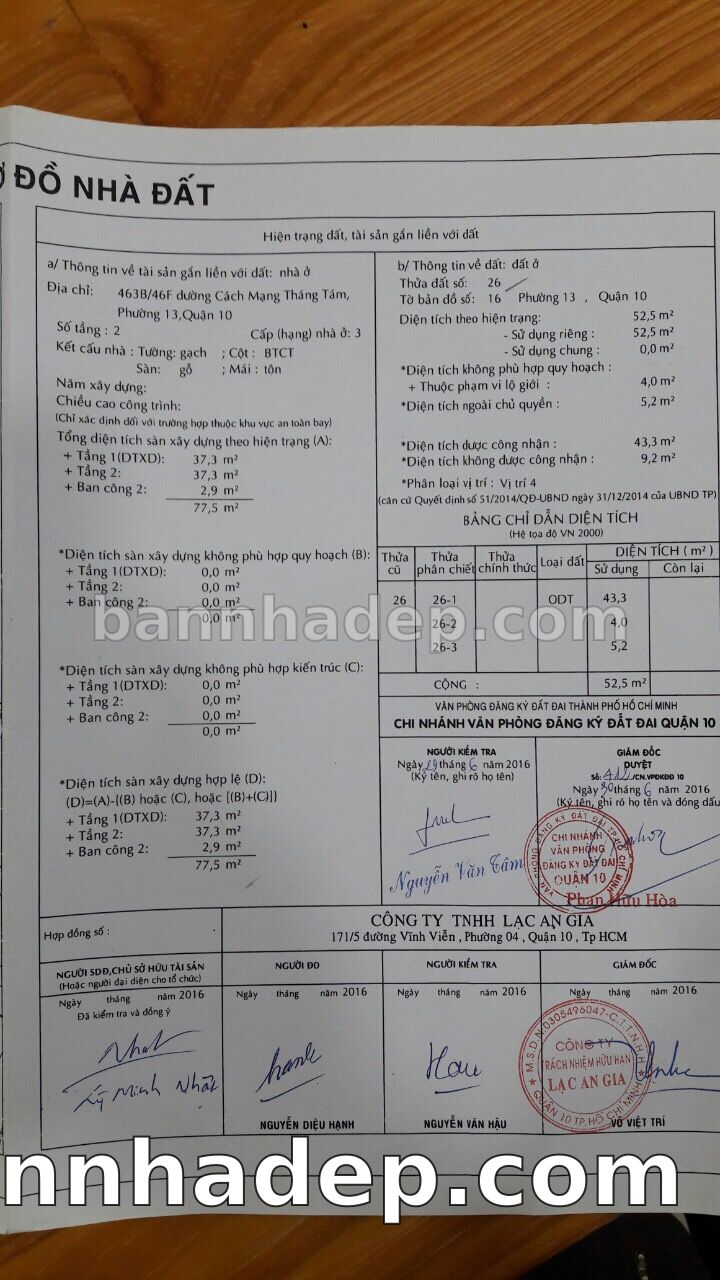 ĐỒ NHÀ ĐẤT
Hiện trạng đất, tài sản gắn liền với đất
a/ Thông tin về tài sản gắn liền với đất: nhà ở
Địa chỉ: 463B/46F đường Cách Mạng Tháng Tám,
Phường 13,Quận 10
Số tầng : 2 Cấp (hạng) nhà ở: 3
Kết cấu nhà : Tường: gạch ; Cột : BTCT
Sàn: gỗ ; Mái : tôn
Năm xây dựng:
Chiều cao công trình:
(Chỉ xác định đối với trường hợp thuộc khu vực an toàn bay)
Tổng diện tích sàn xây dựng theo hiện trạng (A):
+ Tầng 1(DTXD): 37,3 m²
+ Tầng 2: 37,3 m²
+ Ban công 2: 2,9 m²
77,5 m²
*Diện tích sàn xây dựng không phù hợp quy hoạch (B):
+ Tầng 1(DTXD): 0,0 m²
+ Tầng 2: 0,0 m²
+ Ban công 2: 0,0 m²
0,0 m²
*Diện tích sàn xây dựng không phù hợp kiến trúc (C):
+ Tầng 1(DTXD): 0,0 m²
+ Tầng 2: 0,0 m²
+ Ban công 2: 0,0 m²
0,0 m²
*Diện tích sàn xây dựng hợp lệ (D):
(D)=(A)-{(B) hoặc (C), hoặc [(B)+(C)]}
+ Tầng 1(DTXD): 37,3 m²
+ Tầng 2: 37,3 m²
+ Ban công 2: 2,9 m²
77,5 m²
b/ Thông tin về đất: đất ở
Thửa đất số: 26
Tờ bản đồ số: 16 Phường 13 , Quận 10
Diện tích theo hiện trạng: 52,5 m²
- Sử dụng riêng : 52,5 m²
- Sử dụng chung : 0,0 m²
*Diện tích không phù hợp quy hoạch :
+ Thuộc phạm vi lộ giới : 4,0 m²
*Diện tích ngoài chủ quyền : 5,2 m²
*Diện tích được công nhận : 43,3 m²
*Diện tích không được công nhận : 9,2 m²
*Phân loại vị trí : Vị trí 4
(căn cứ Quyết định số 51/2014/QĐ-UBND ngày 31/12/2014 của UBND TP)
BẢNG CHỈ DẪN DIỆN TÍCH
(Hệ tọa độ VN 2000)
Thửa cũ Thửa phân chiết Thửa chính thức Loại đất DIỆN TÍCH ( m² )
Sử dụng Còn lại
26 26-1 ODT 43,3
26-2 4,0
26-3 5,2
CỘNG : 52,5 m²
bannhadep.com
VĂN PHÒNG ĐĂNG KÝ ĐẤT ĐAI THÀNH PHỐ HỒ CHÍ MINH
CHI NHÁNH VĂN PHÒNG ĐĂNG KÝ ĐẤT ĐAI QUẬN 10
NGƯỜI KIỂM TRA
Ngày 29 tháng 6 năm 2016
(Ký tên, ghi rõ họ tên)
Nguyễn Văn Tâm
GIÁM ĐỐC
DUYỆT
Số: /CN.VPĐKĐĐ 10
Ngày 30 tháng 6 năm 2016
(Ký tên, ghi rõ họ tên và đóng dấu
CHI NHÁNH
VĂN PHÒNG
ĐĂNG KÝ ĐẤT ĐAI
QUẬN 10
Phan Hữu Hòa
Hợp đồng số :
CÔNG TY TNHH LẠC AN GIA
171/5 đường Vĩnh Viễn , Phường 04 , Quận 10 , Tp HCM
NGƯỜI SDĐ,CHỦ SỞ HỮU TÀI SẢN
(Hoặc người đại diện cho tổ chức)
Ngày tháng năm 2016
Đã kiểm tra và đồng ý
Nhat
Lý Minh Nhật
NGƯỜI ĐO
Ngày tháng năm 2016
NGUYỄN DIỆU HẠNH
NGƯỜI KIỂM TRA
Ngày tháng năm 2016
NGUYỄN VĂN HẬU
GIÁM ĐỐC
Ngày tháng năm 2016
M.S.D.N:0305496047-C.T.T.N.H.H
CÔNG TY
TRÁCH NHIỆM HỮU HẠN
LẠC AN GIA
QUẬN 10 TP.HỒ CHÍ MINH
VÕ VIỆT TRÍ
nnhadep.com